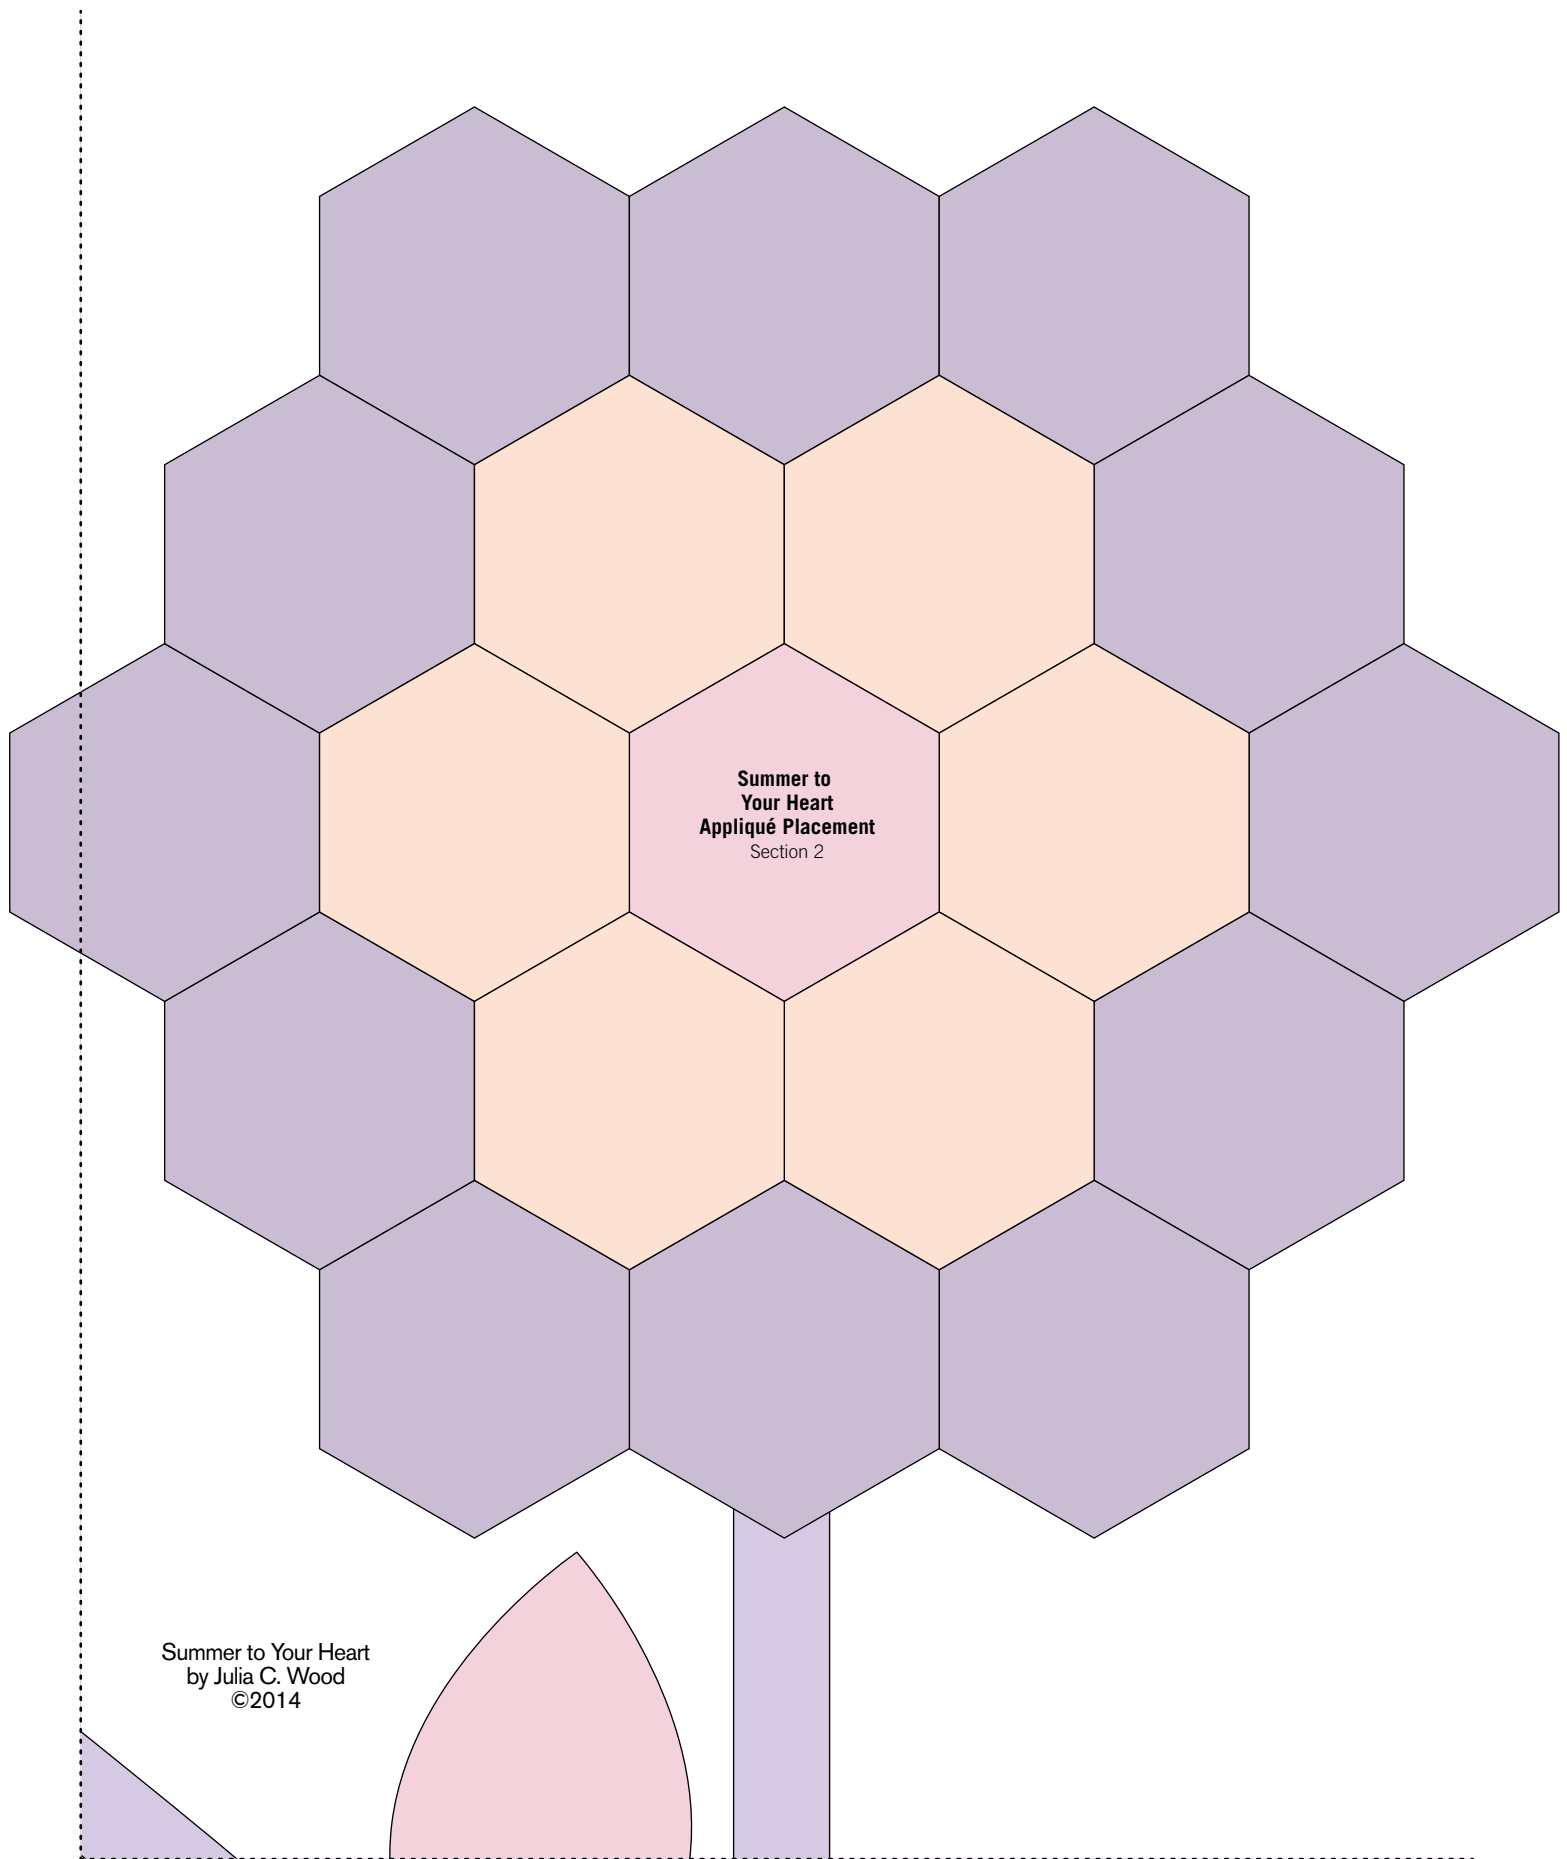 Summer to
Your Heart
Appliqué Placement
Section 2
Summer to Your Heart
by Julia C. Wood
©2014